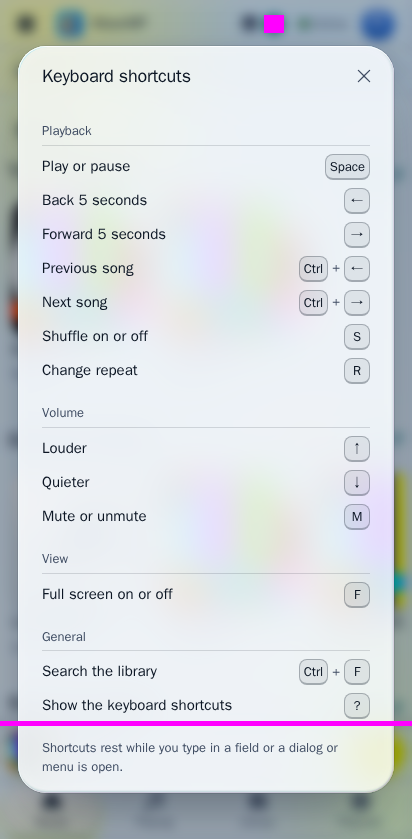 Keyboard shortcuts
Playback
Play or pause Space
Back 5 seconds ←
Forward 5 seconds →
Previous song Ctrl + ←
Next song Ctrl + →
Shuffle on or off S
Change repeat R
Volume
Louder ↑
Quieter ↓
Mute or unmute M
View
Full screen on or off F
General
Search the library Ctrl + F
Show the keyboard shortcuts ?
Shortcuts rest while you type in a field or a dialog or
menu is open.